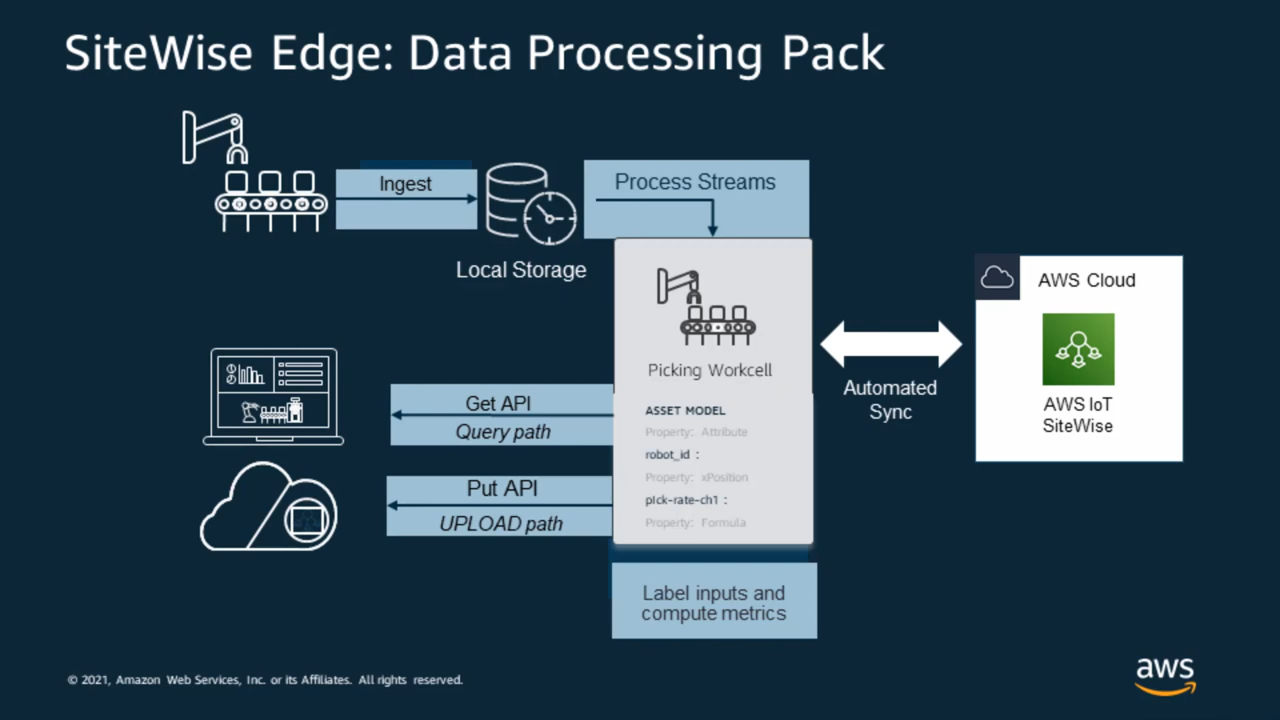 SiteWise Edge: Data Processing Pack
Ingest
Process Streams
Local Storage
AWS Cloud
Picking Workcell
Automated
Sync
AWS IoT
SiteWise
Get API
Query path
ASSET MODEL
Property: Attribute
robot_id :
Property: xPosition
pick-rate-ch1 :
Property: Formula
Put API
UPLOAD path
Label inputs and
compute metrics
© 2021, Amazon Web Services, Inc. or its Affiliates. All rights reserved.
aws